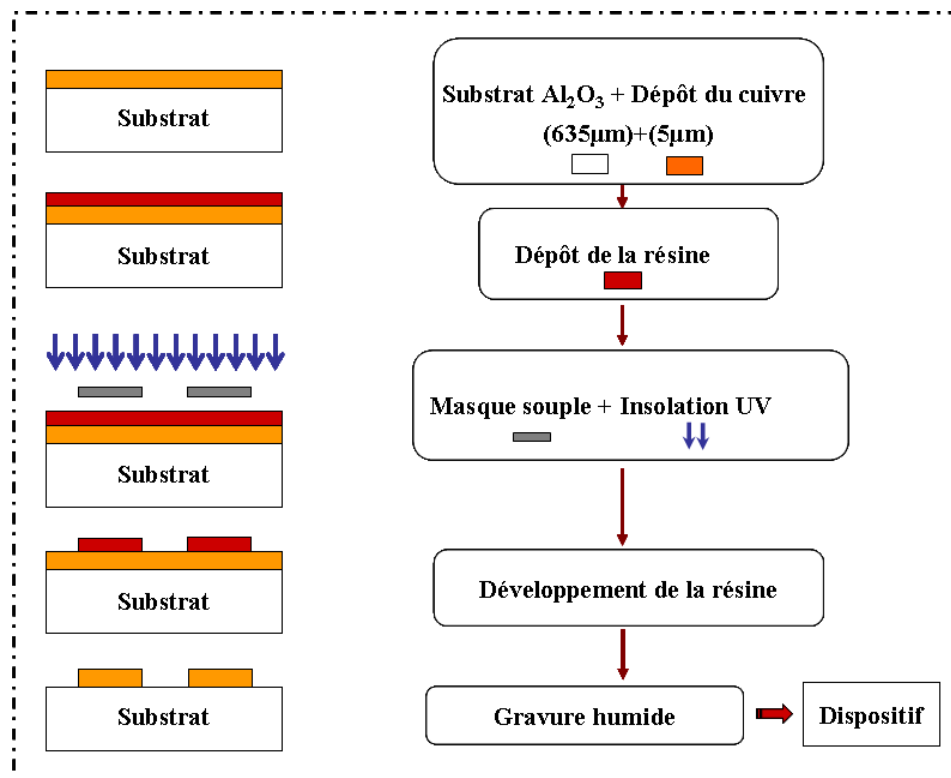 Substrat
Substrat Al₂O₃ + Dépôt du cuivre
(635µm)+(5µm)
Substrat
Dépôt de la résine
Masque souple + Insolation UV
Substrat
Substrat
Développement de la résine
Substrat
Gravure humide
Dispositif